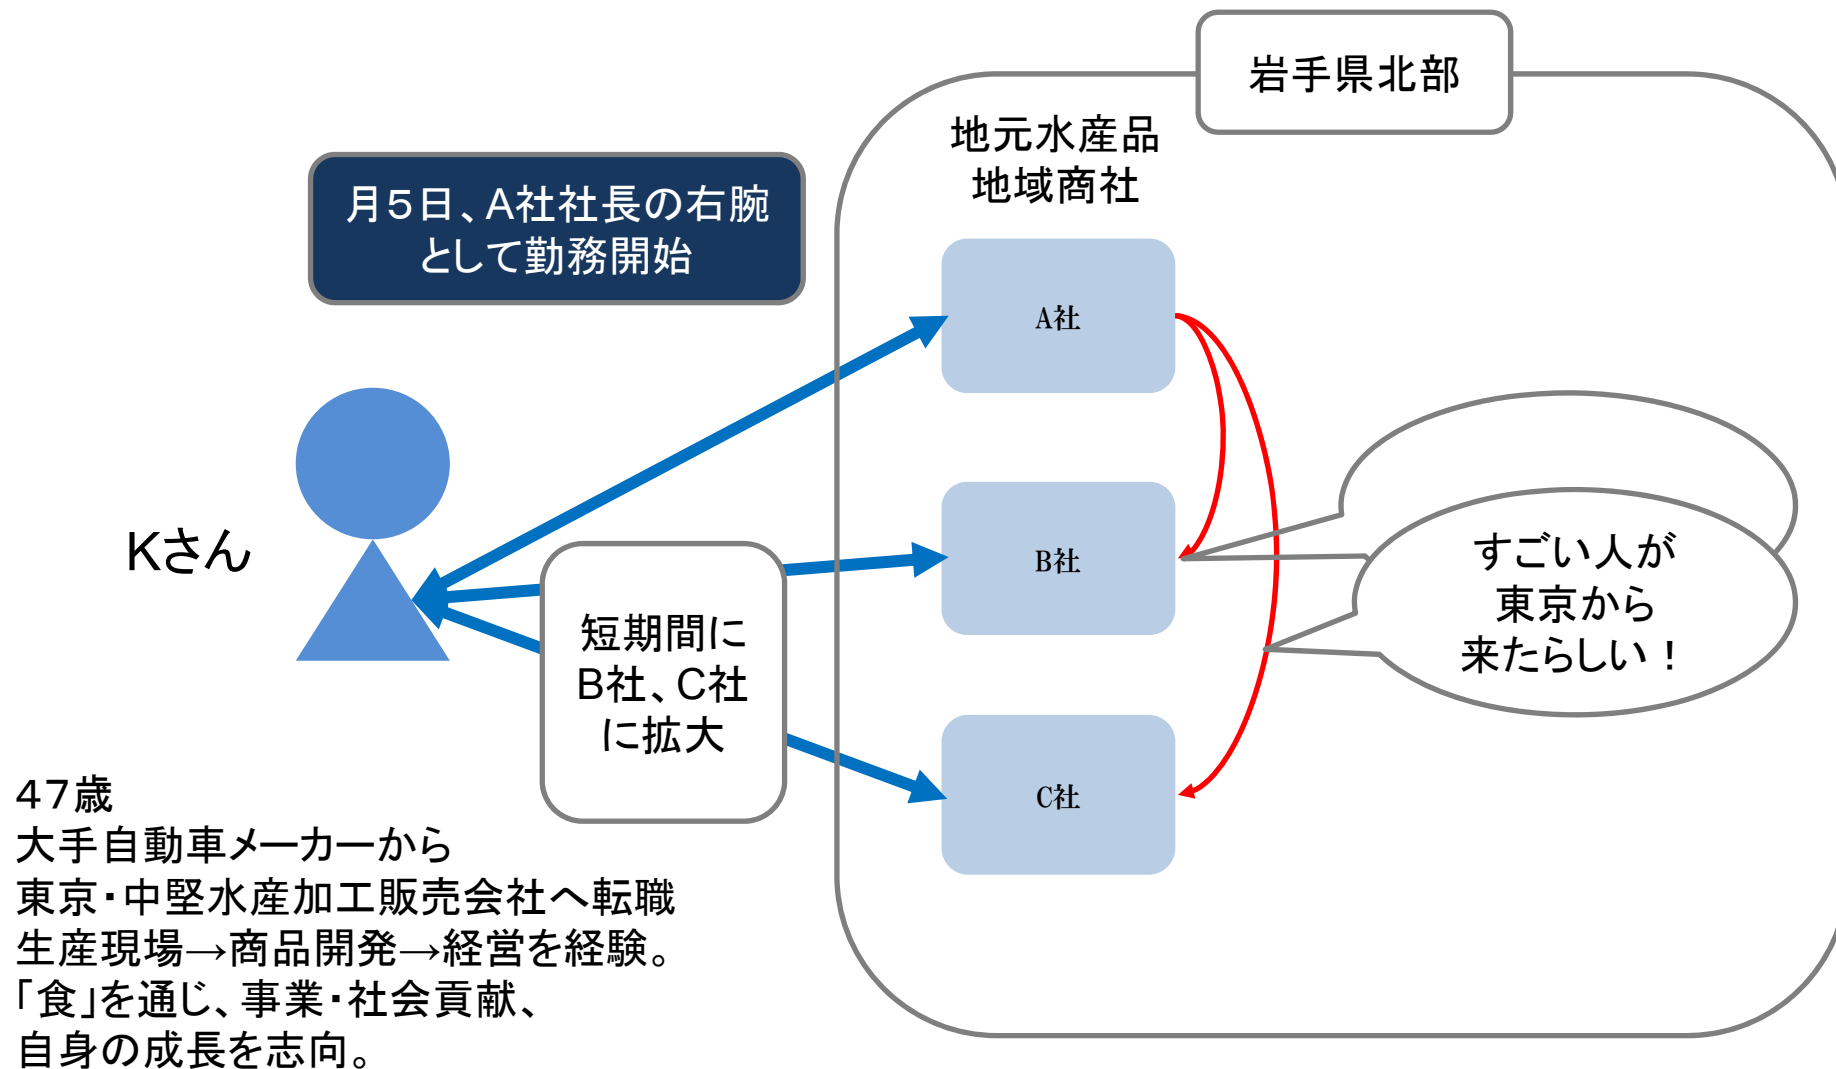 岩手県北部
地元水産品
地域商社
月５日、A社社長の右腕
として勤務開始
A社
Kさん
B社
すごい人が
東京から
来たらしい！
短期間に
B社、C社
に拡大
C社
４７歳
大手自動車メーカーから
東京・中堅水産加工販売会社へ転職
生産現場→商品開発→経営を経験。
「食」を通じ、事業・社会貢献、
自身の成長を志向。